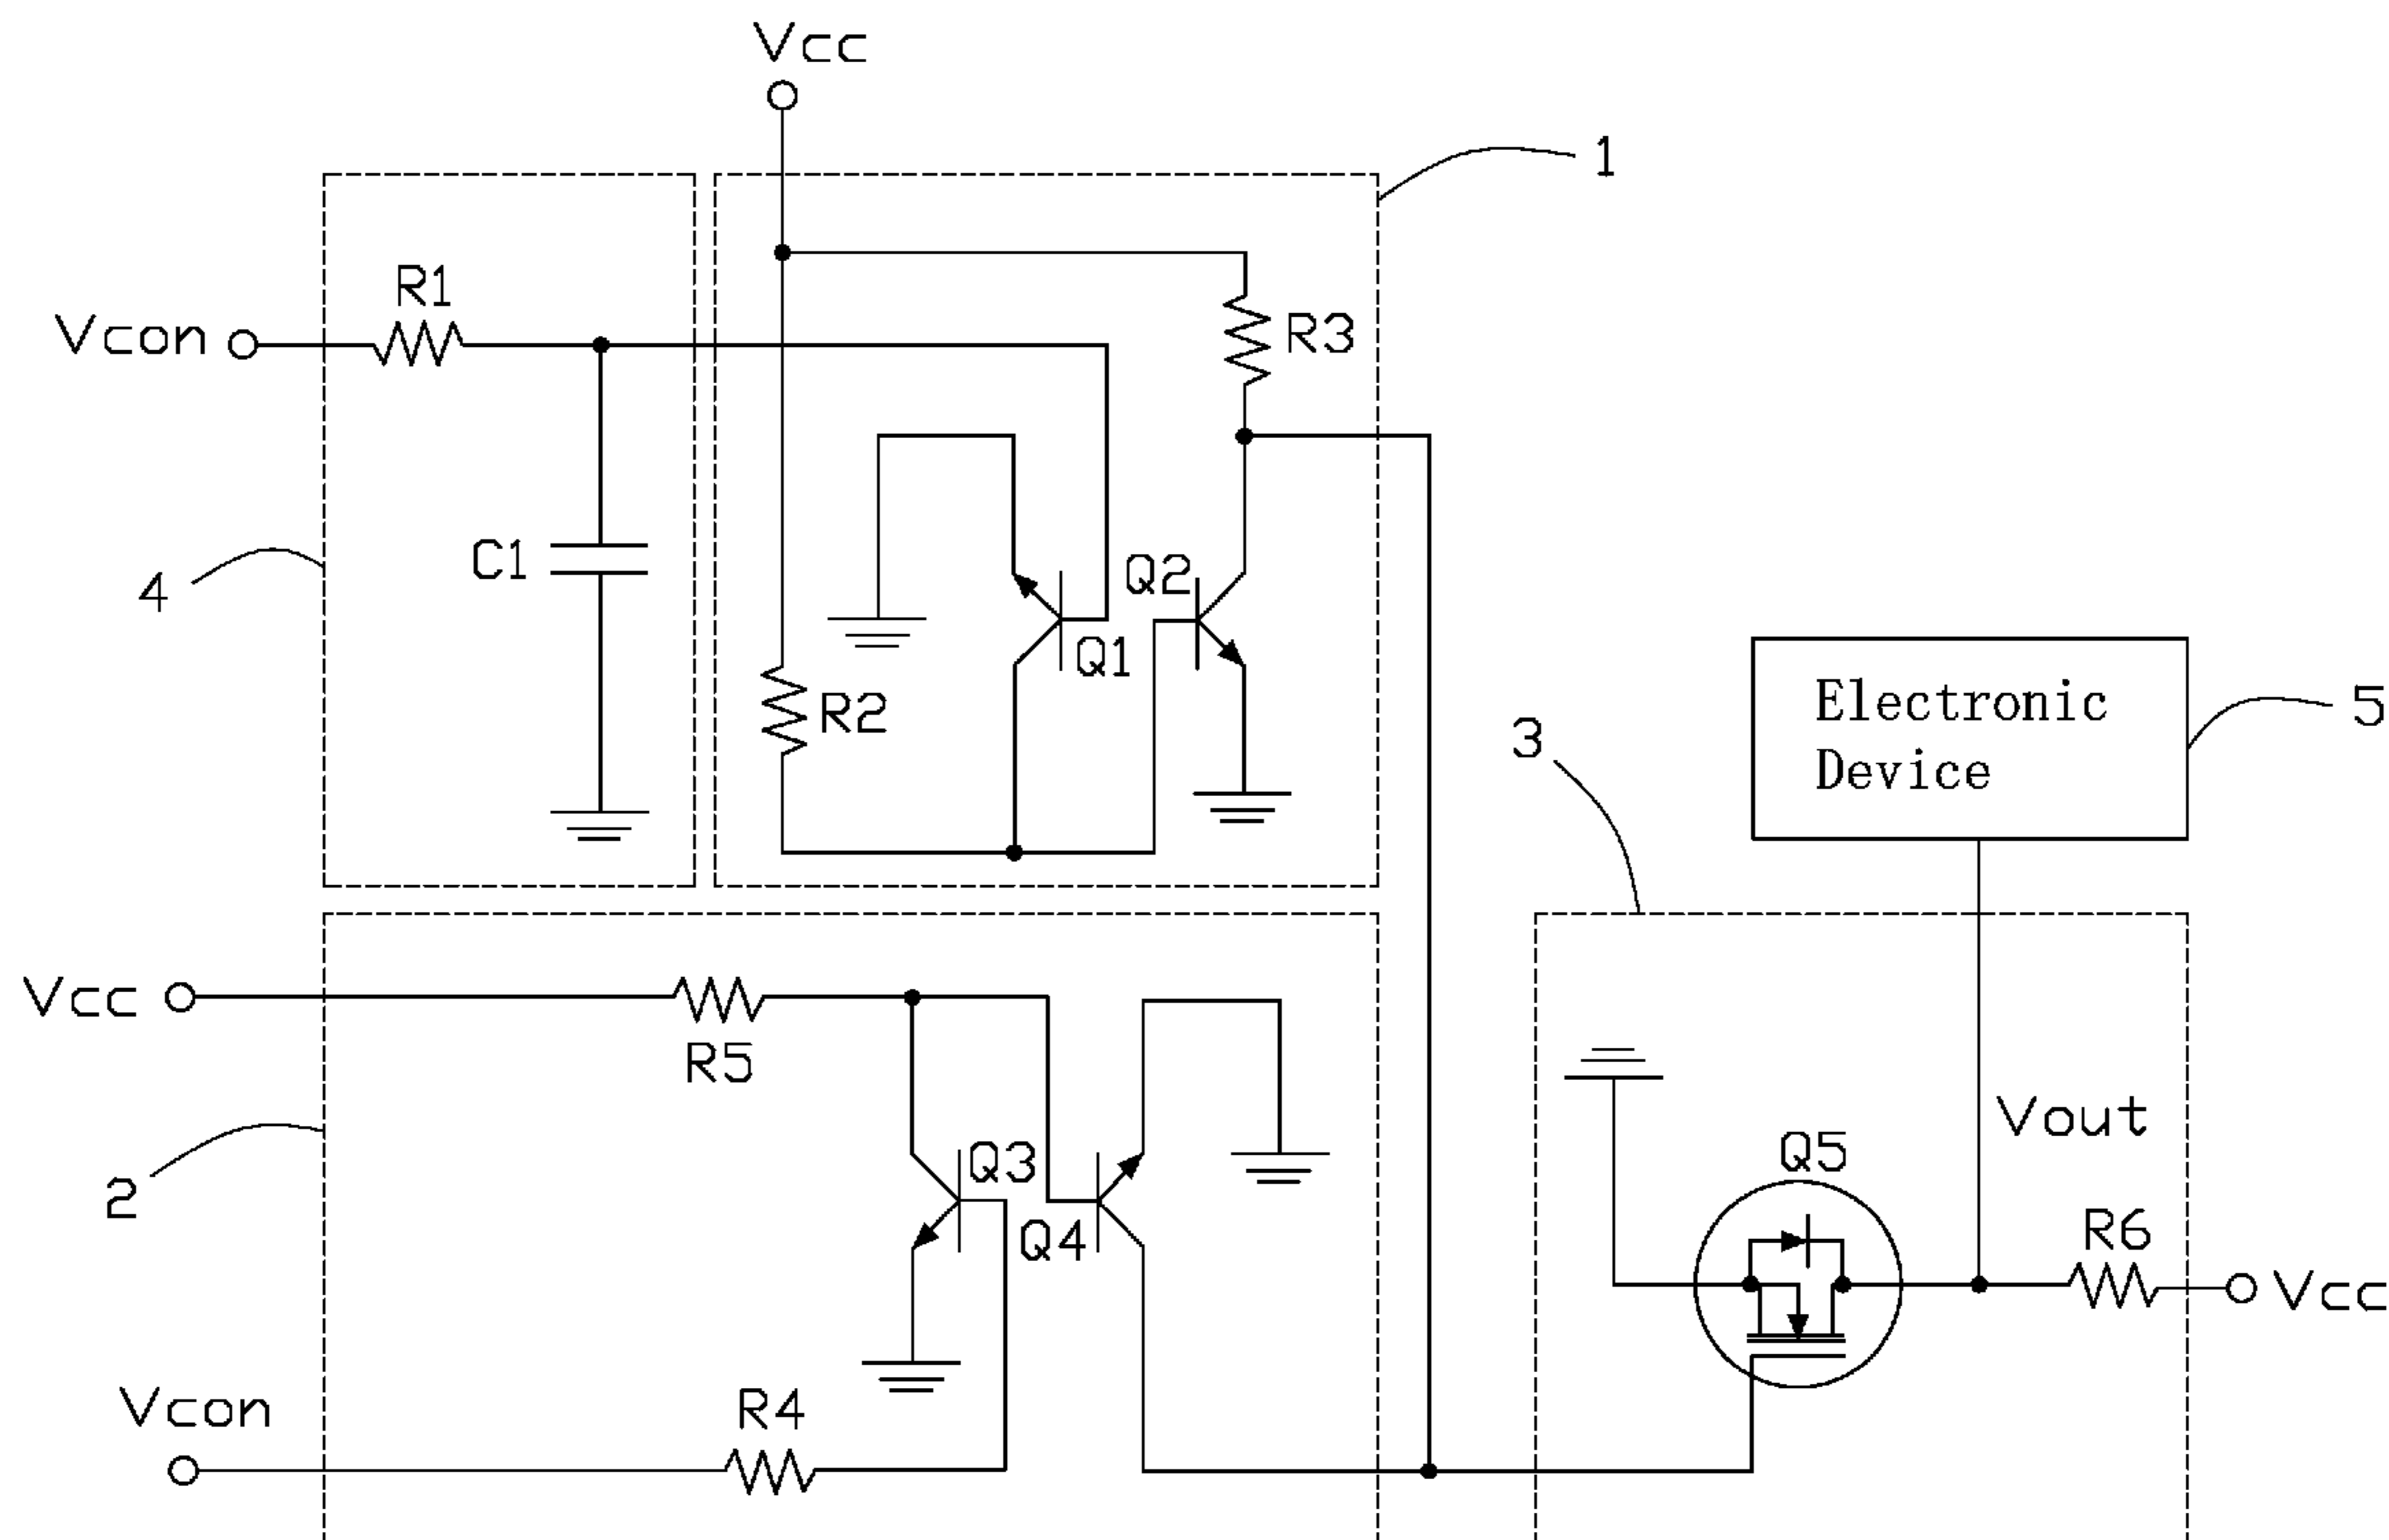 Vcc
1
R1
Vcon
R3
C1
Q2
4
Q1
R2
Electronic
Device
5
3
Vcc
R5
Vout
Q3
Q5
2
Q4
R6
Vcc
Vcon
R4